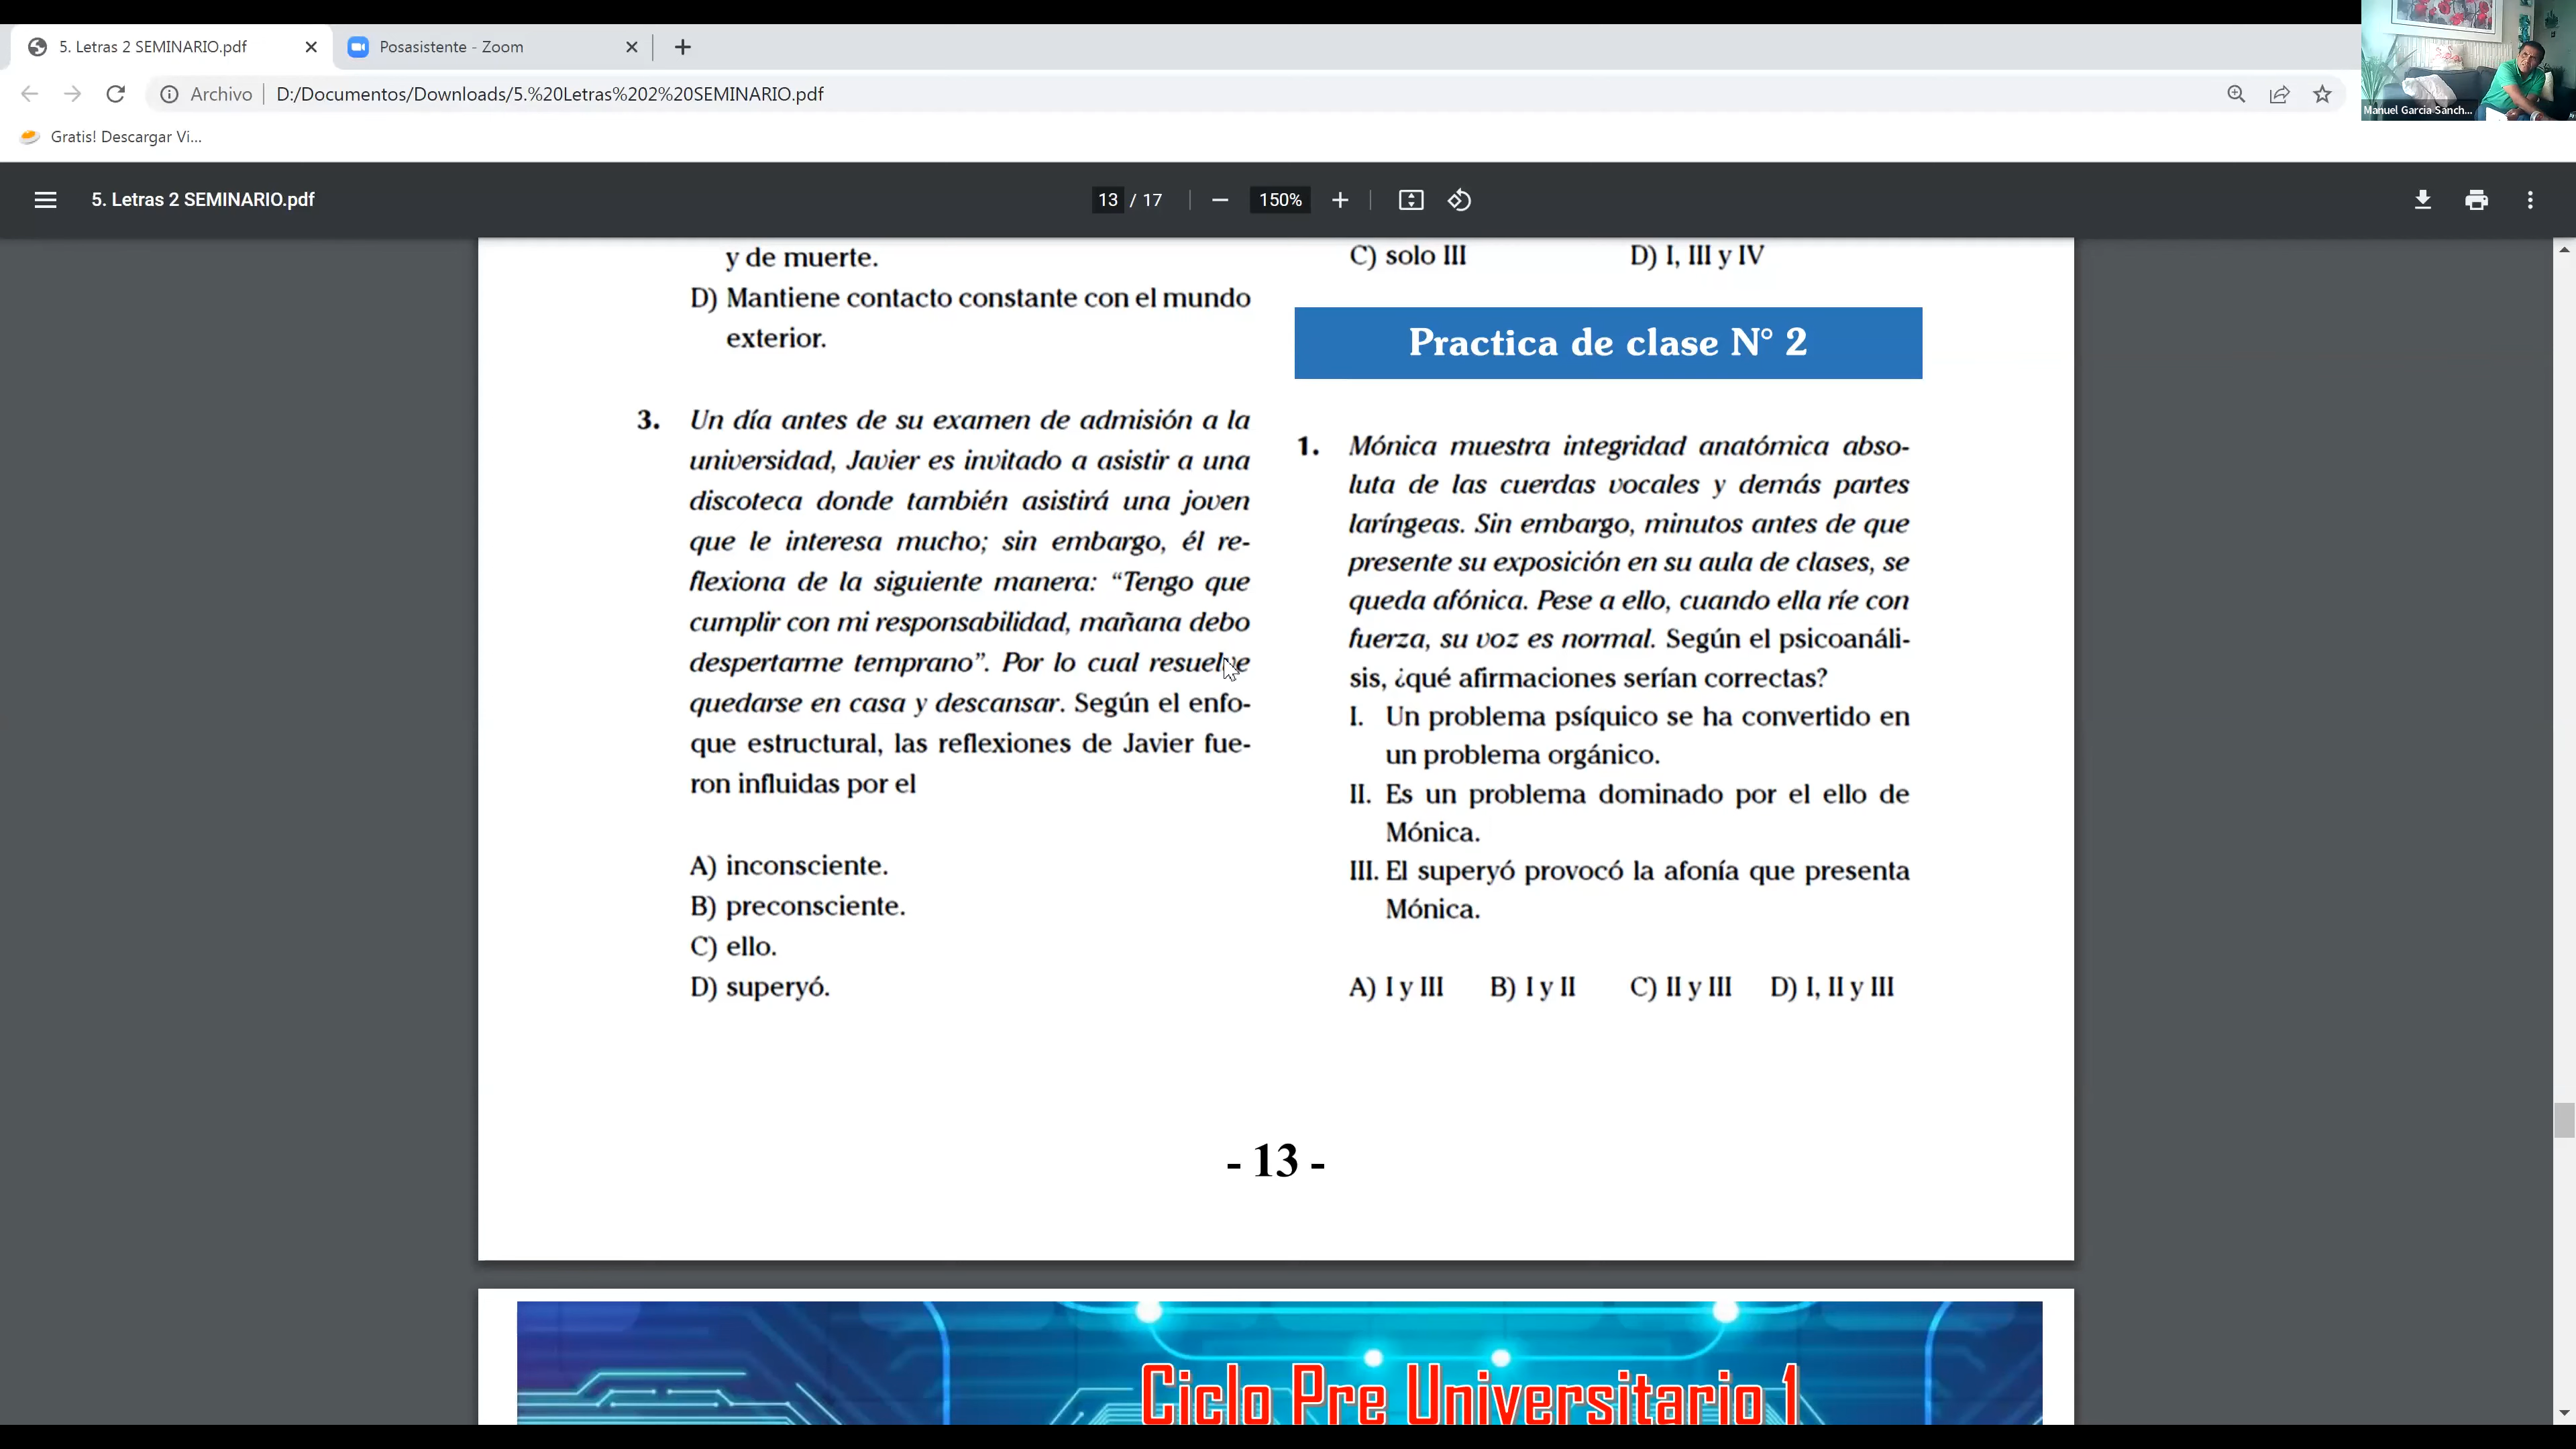 5. Letras 2 SEMINARIO.pdf
Posasistente - Zoom
Archivo
D:/Documentos/Downloads/5.%20Letras%202%20SEMINARIO.pdf
Manuel Garcia Sanch...
Gratis! Descargar Vi...
5. Letras 2 SEMINARIO.pdf
13 / 17
150%
y de muerte.
D) Mantiene contacto constante con el mundo
exterior.
3. Un día antes de su examen de admisión a la
universidad, Javier es invitado a asistir a una
discoteca donde también asistirá una joven
que le interesa mucho; sin embargo, él re-
flexiona de la siguiente manera: “Tengo que
cumplir con mi responsabilidad, mañana debo
despertarme temprano”. Por lo cual resuelve
quedarse en casa y descansar. Según el enfo-
que estructural, las reflexiones de Javier fue-
ron influidas por el
A) inconsciente.
B) preconsciente.
C) ello.
D) superyó.
C) solo III D) I, III y IV
Practica de clase N° 2
1. Mónica muestra integridad anatómica abso-
luta de las cuerdas vocales y demás partes
laríngeas. Sin embargo, minutos antes de que
presente su exposición en su aula de clases, se
queda afónica. Pese a ello, cuando ella ríe con
fuerza, su voz es normal. Según el psicoanáli-
sis, ¿qué afirmaciones serían correctas?
I. Un problema psíquico se ha convertido en
un problema orgánico.
II. Es un problema dominado por el ello de
Mónica.
III. El superyó provocó la afonía que presenta
Mónica.
A) I y III B) I y II C) II y III D) I, II y III
- 13 -
Ciclo Pre Universitario 1